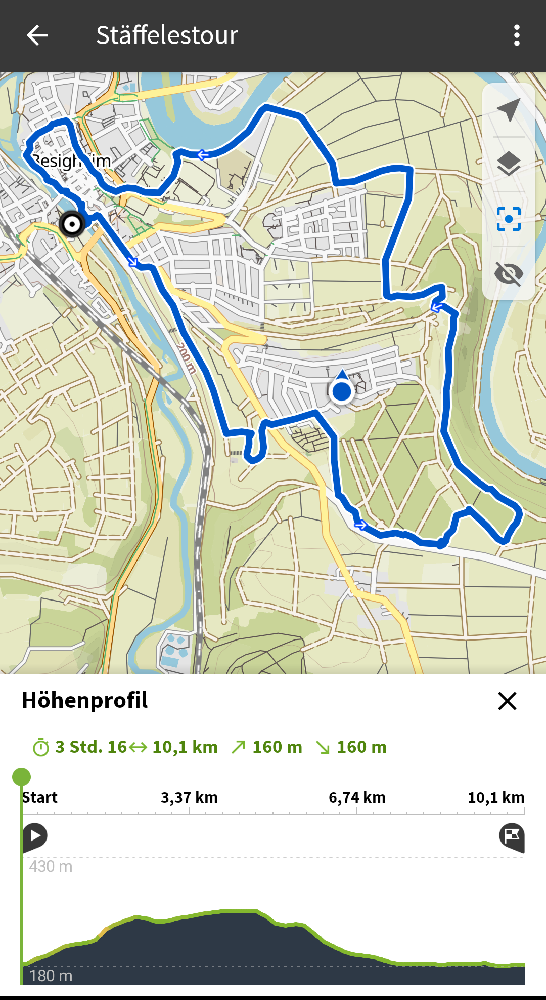 Stäffelestour
Besigheim
200 m
Höhenprofil
3 Std. 16 10,1 km 160 m 160 m
Start 3,37 km 6,74 km 10,1 km
430 m
180 m